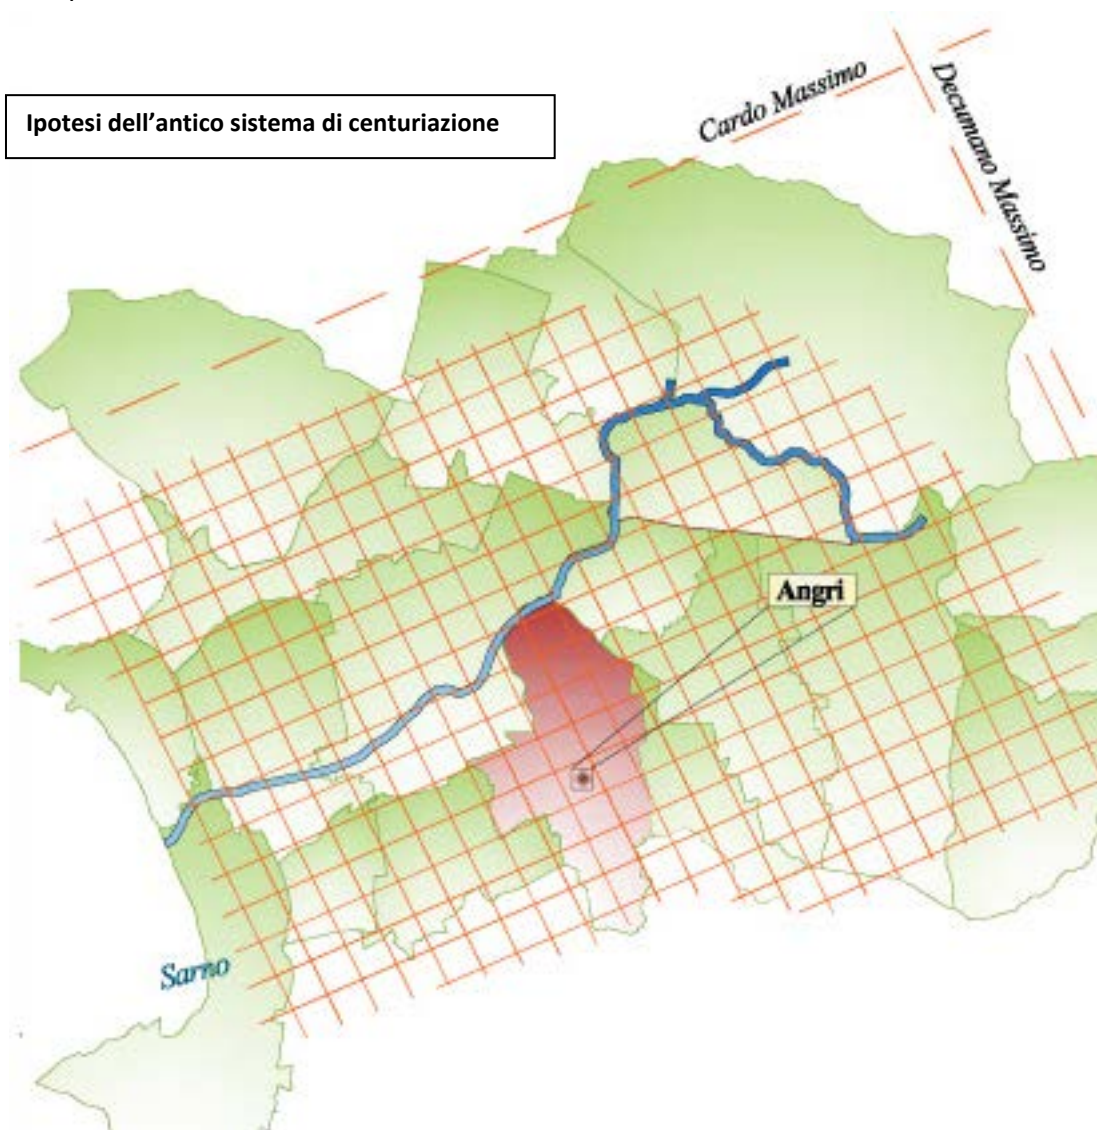 Ipotesi dell’antico sistema di centuriazione
Cardo Massimo
Decumano Massimo
Angri
Sarno